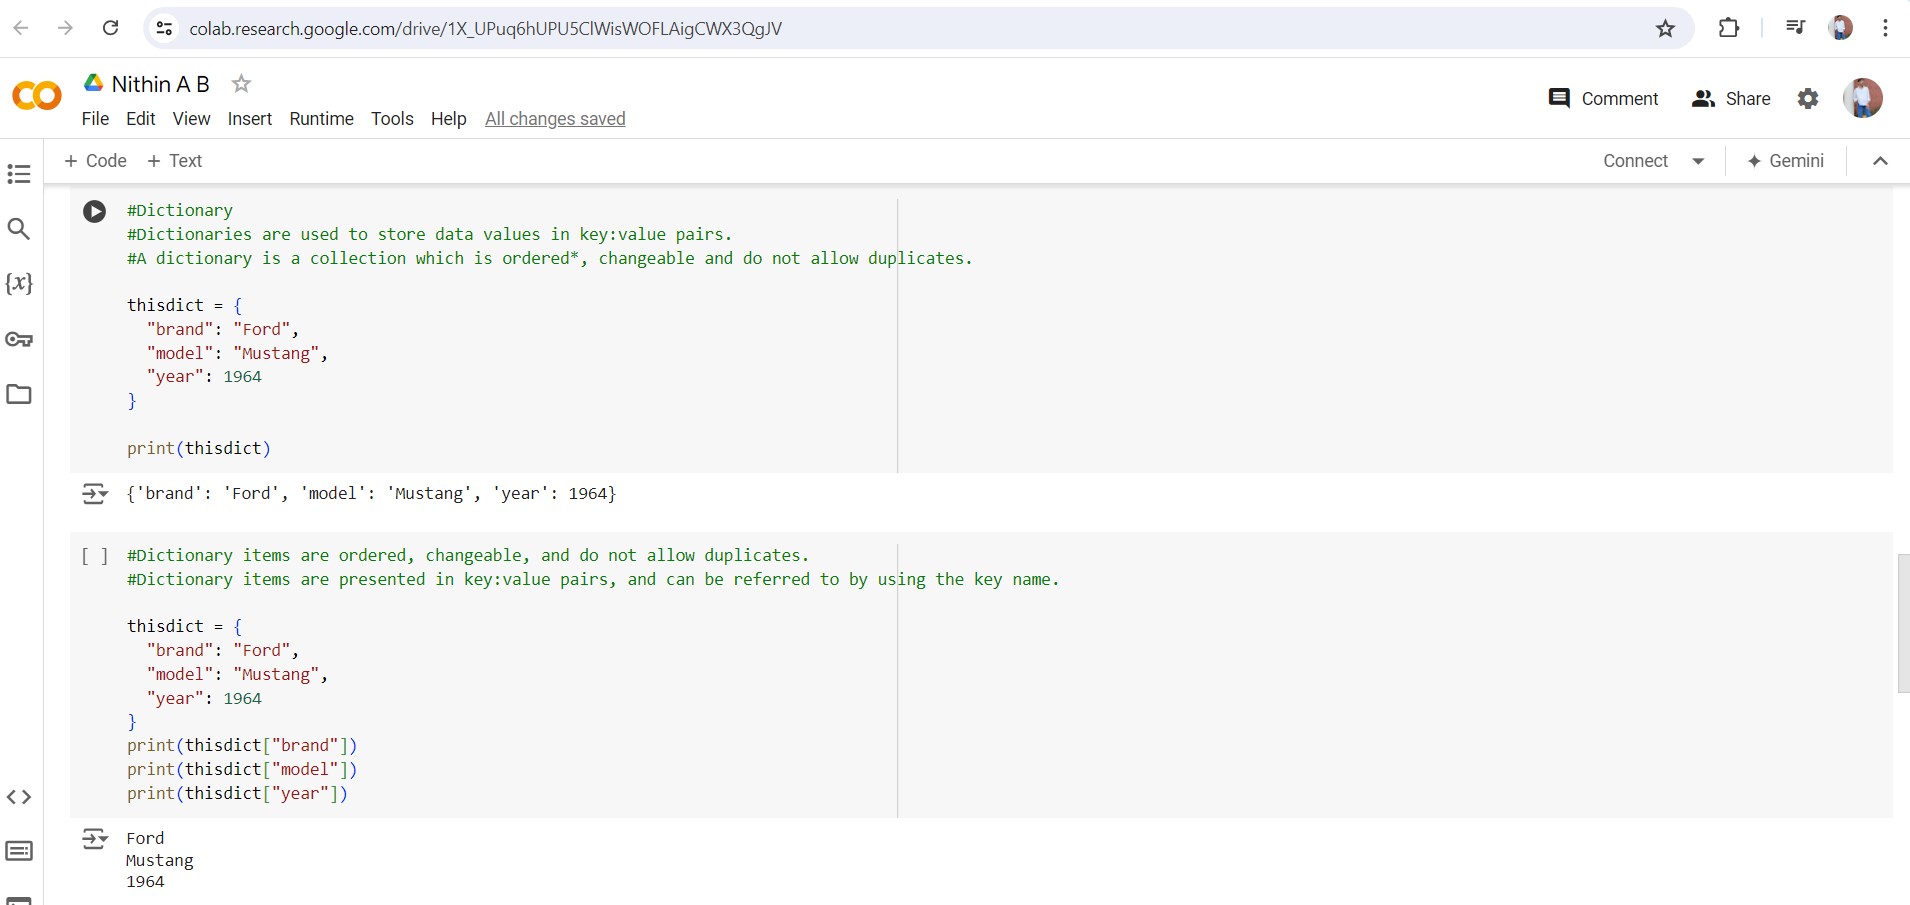 colab.research.google.com/drive/1X_UPuq6hUPU5ClWisWOFLAigCWX3QgJV
CO
Nithin A B
Comment
Share
File Edit View Insert Runtime Tools Help All changes saved
+ Code + Text
Connect
Gemini
#Dictionary
#Dictionaries are used to store data values in key:value pairs.
#A dictionary is a collection which is ordered*, changeable and do not allow duplicates.
{x}
thisdict = {
"brand": "Ford",
"model": "Mustang",
"year": 1964
}
print(thisdict)
{'brand': 'Ford', 'model': 'Mustang', 'year': 1964}
[ ]
#Dictionary items are ordered, changeable, and do not allow duplicates.
#Dictionary items are presented in key:value pairs, and can be referred to by using the key name.
thisdict = {
"brand": "Ford",
"model": "Mustang",
"year": 1964
}
print(thisdict["brand"])
print(thisdict["model"])
print(thisdict["year"])
<>
Ford
Mustang
1964